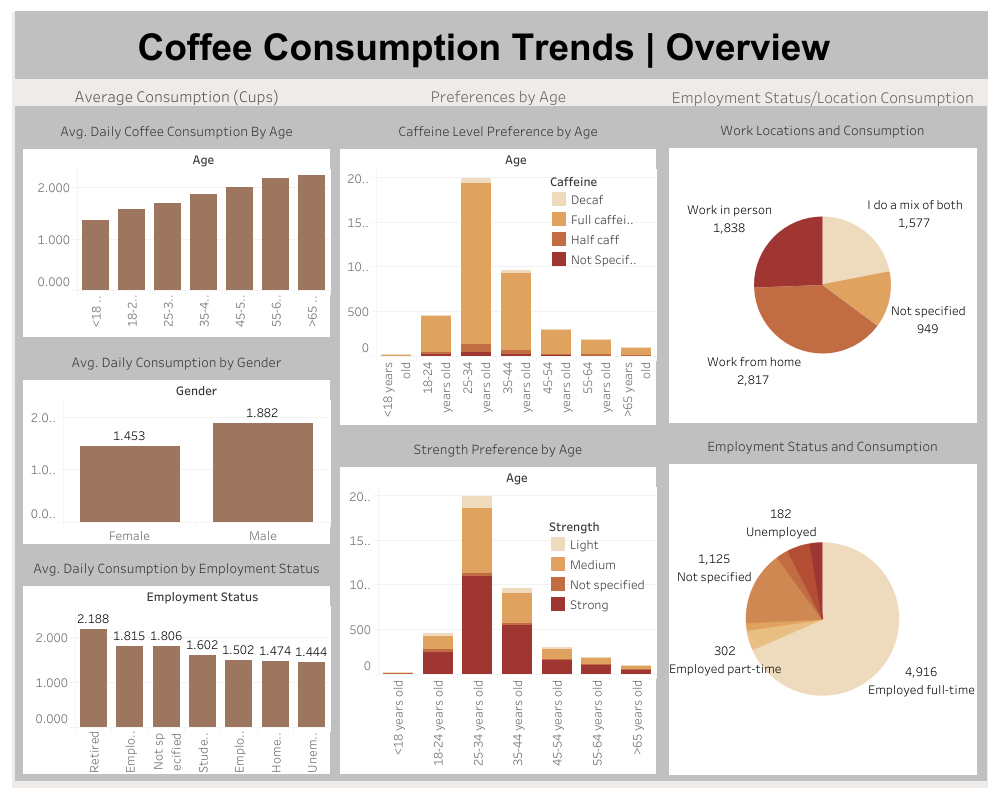 Coffee Consumption Trends | Overview
Average Consumption (Cups)
Avg. Daily Coffee Consumption By Age
Age
2.000
1.000
0.000
<18 ..
18-2..
25-3..
35-4..
45-5..
55-6..
>65 ..
Avg. Daily Consumption by Gender
Gender
2.0..
1.0..
0.0..
1.453
1.882
Female
Male
Avg. Daily Consumption by Employment Status
Employment Status
2.000
1.000
0.000
2.188
1.815
1.806
1.602
1.502
1.474
1.444
Retired
Emplo..
Not sp
ecified
Stude..
Emplo..
Home..
Unem..
Preferences by Age
Caffeine Level Preference by Age
Age
20..
15..
10..
500
0
Caffeine
Decaf
Full caffei..
Half caff
Not Specif..
<18 years
old
18-24
years old
25-34
years old
35-44
years old
45-54
years old
55-64
years old
>65 years
old
Strength Preference by Age
Age
20..
15..
10..
500
0
Strength
Light
Medium
Not specified
Strong
<18 years old
18-24 years old
25-34 years old
35-44 years old
45-54 years old
55-64 years old
>65 years old
Employment Status/Location Consumption
Work Locations and Consumption
Work in person
1,838
I do a mix of both
1,577
Not specified
949
Work from home
2,817
Employment Status and Consumption
182
Unemployed
1,125
Not specified
302
Employed part-time
4,916
Employed full-time